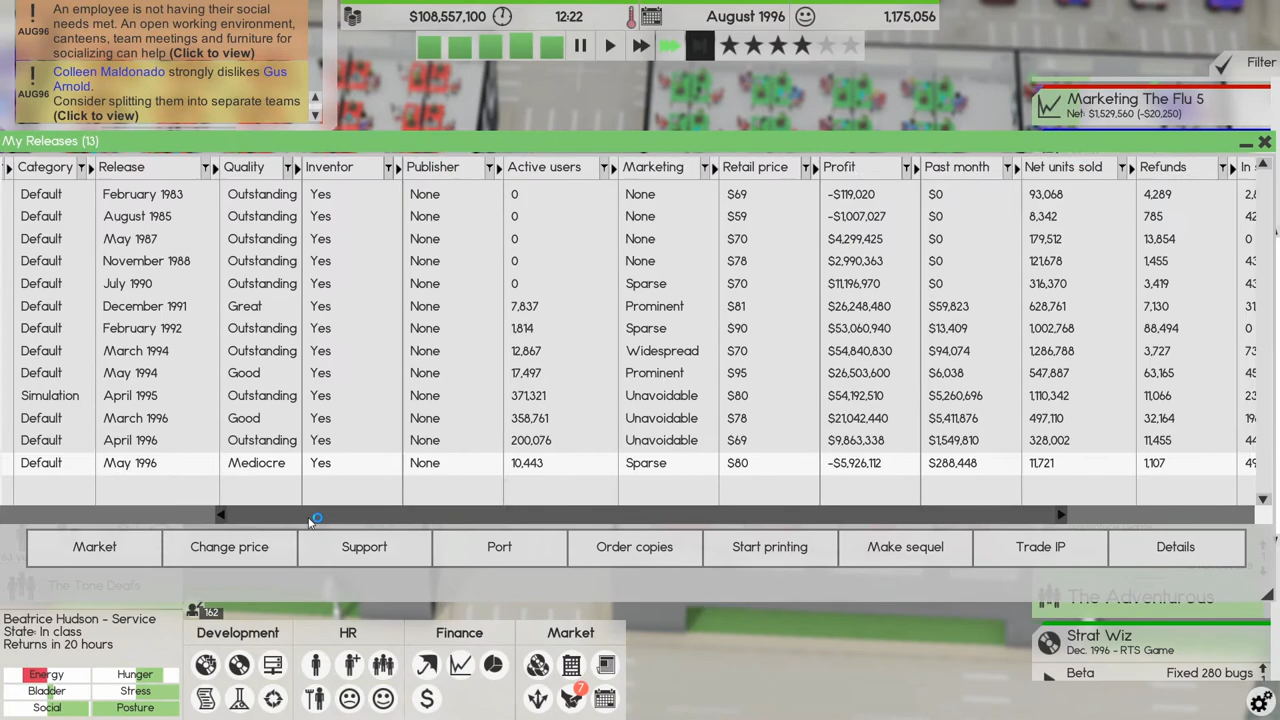 An employee is not having their social
AUG96 needs met. An open working environment,
canteens, team meetings and furniture for
socializing can help (Click to view)
Colleen Maldonado strongly dislikes Gus
AUG96 Arnold.
Consider splitting them into separate teams
(Click to view)
$108,557,100 12:22 August 1996 1,175,056
Filter
Marketing The Flu 5
Net: $1,529,560 (-$20,250)
My Releases (13)
Category Release Quality Inventor Publisher Active users Marketing Retail price Profit Past month Net units sold Refunds
Default February 1983 Outstanding Yes None 0 None $69 -$119,020 $0 93,068 4,289
Default August 1985 Outstanding Yes None 0 None $59 -$1,007,027 $0 8,342 785
Default May 1987 Outstanding Yes None 0 None $70 $4,299,425 $0 179,512 13,854
Default November 1988 Outstanding Yes None 0 None $78 $2,990,363 $0 121,678 1,455
Default July 1990 Outstanding Yes None 0 Sparse $70 $11,196,970 $0 316,370 3,419
Default December 1991 Great Yes None 7,837 Prominent $81 $26,248,480 $59,823 628,761 7,130
Default February 1992 Outstanding Yes None 1,814 Sparse $90 $53,060,940 $13,409 1,002,768 88,494
Default March 1994 Outstanding Yes None 12,867 Widespread $70 $54,840,830 $94,074 1,286,788 3,727
Default May 1994 Good Yes None 17,497 Prominent $95 $26,503,600 $6,038 547,887 63,165
Simulation April 1995 Outstanding Yes None 371,321 Unavoidable $80 $54,192,510 $5,260,696 1,110,342 11,066
Default March 1996 Good Yes None 358,761 Unavoidable $78 $21,042,440 $5,411,876 497,110 32,164
Default April 1996 Outstanding Yes None 200,076 Unavoidable $69 $9,863,338 $1,549,810 328,002 11,455
Default May 1996 Mediocre Yes None 10,443 Sparse $80 -$5,926,112 $288,448 11,721 1,107
Market Change price Support Port Order copies Start printing Make sequel Trade IP Details
The Tone Deafs
The Adventurous
Beatrice Hudson - Service
State: In class
Returns in 20 hours
Energy Hunger
Bladder Stress
Social Posture
162
Development HR Finance Market
7
Strat Wiz
Dec. 1996 - RTS Game
Beta Fixed 280 bugs